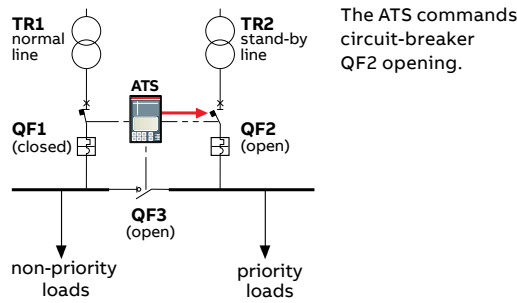 TR1
normal
line
TR2
stand-by
line
The ATS commands
circuit-breaker
QF2 opening.
ATS
QF1
(closed)
QF2
(open)
QF3
(open)
non-priority
loads
priority
loads